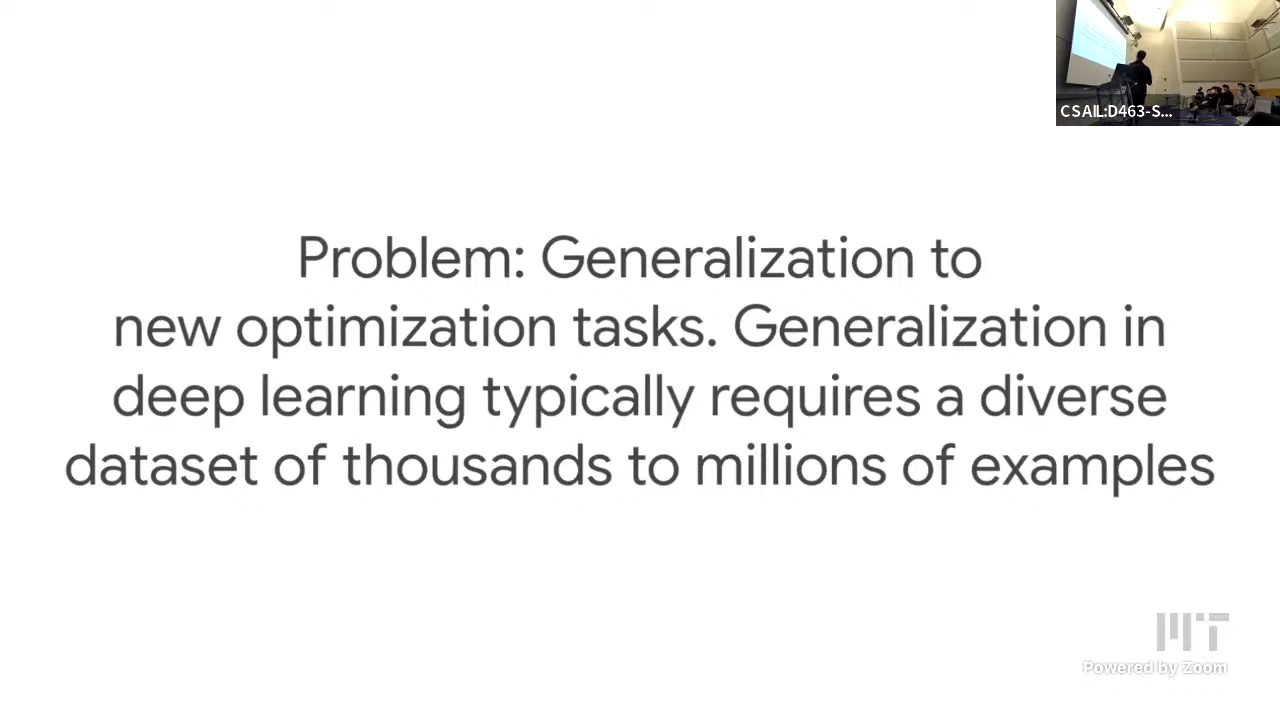 CSAIL:D463-S...
Problem: Generalization to
new optimization tasks. Generalization in
deep learning typically requires a diverse
dataset of thousands to millions of examples
MIT
Powered by Zoom